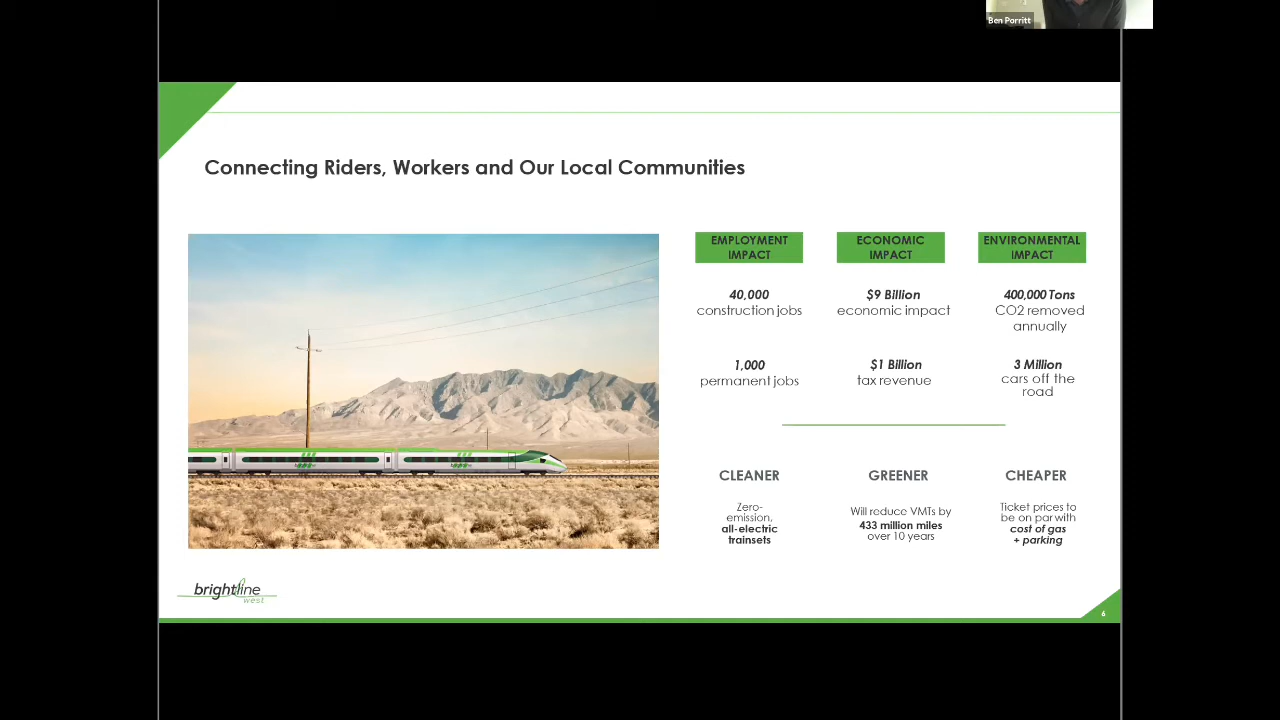 Ben Porritt
Connecting Riders, Workers and Our Local Communities
EMPLOYMENT
IMPACT
40,000
construction jobs
1,000
permanent jobs
ECONOMIC
IMPACT
$9 Billion
economic impact
$1 Billion
tax revenue
ENVIRONMENTAL
IMPACT
400,000 Tons
CO2 removed
annually
3 Million
cars off the
road
CLEANER
Zero-
emission,
all-electric
trainsets
GREENER
Will reduce VMTs by
433 million miles
over 10 years
CHEAPER
Ticket prices to
be on par with
cost of gas
+ parking
brightline
west
6